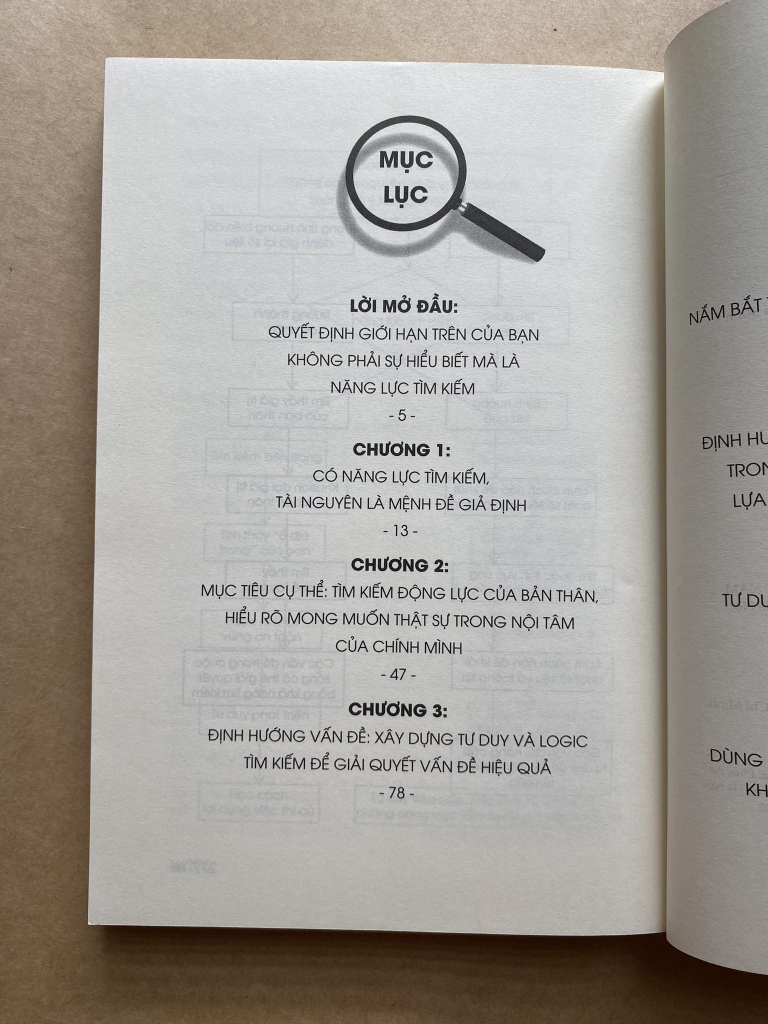 MỤC
LỤC
LỜI MỞ ĐẦU:
QUYẾT ĐỊNH GIỚI HẠN TRÊN CỦA BẠN
KHÔNG PHẢI SỰ HIỂU BIẾT MÀ LÀ
NĂNG LỰC TÌM KIẾM
- 5 -
CHƯƠNG 1:
CÓ NĂNG LỰC TÌM KIẾM,
TÀI NGUYÊN LÀ MỆNH ĐỀ GIẢ ĐỊNH
- 13 -
CHƯƠNG 2:
MỤC TIÊU CỤ THỂ: TÌM KIẾM ĐỘNG LỰC CỦA BẢN THÂN,
HIỂU RÕ MONG MUỐN THẬT SỰ TRONG NỘI TÂM
CỦA CHÍNH MÌNH
- 47 -
CHƯƠNG 3:
ĐỊNH HƯỚNG VẤN ĐỀ: XÂY DỰNG TƯ DUY VÀ LOGIC
TÌM KIẾM ĐỂ GIẢI QUYẾT VẤN ĐỀ HIỆU QUẢ
- 78 -
NẮM BẮT
ĐỊNH
LỰA
TƯ
DÙNG